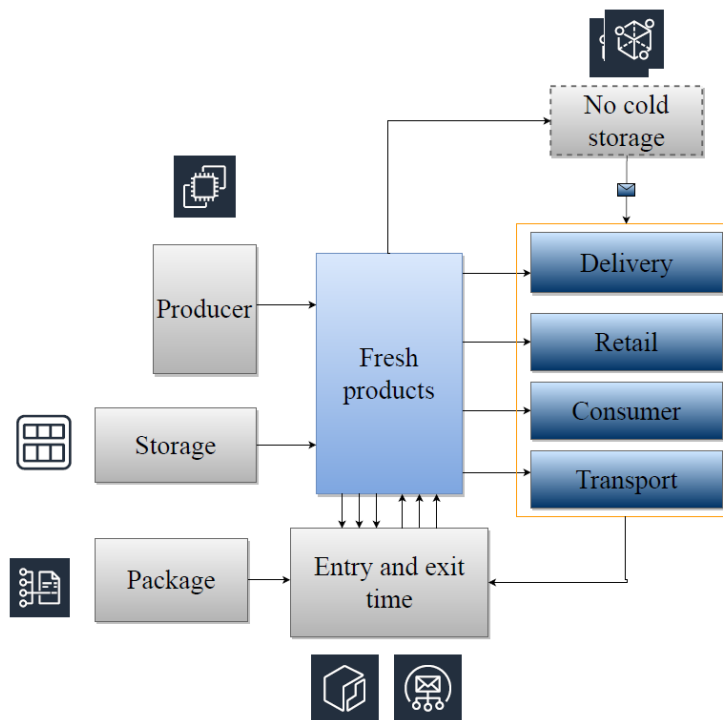 No cold
storage
Delivery
Producer
Retail
Fresh
products
Consumer
Storage
Transport
Package
Entry and exit
time